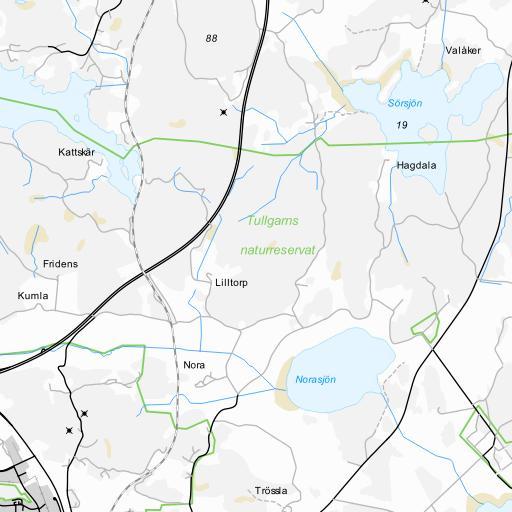 88
Valåker
Sörsjön
19
Kattskär
Hagdala
Tullgarns
naturreservat
Fridens
Lilltorp
Kumla
Nora
Norasjön
Trössla